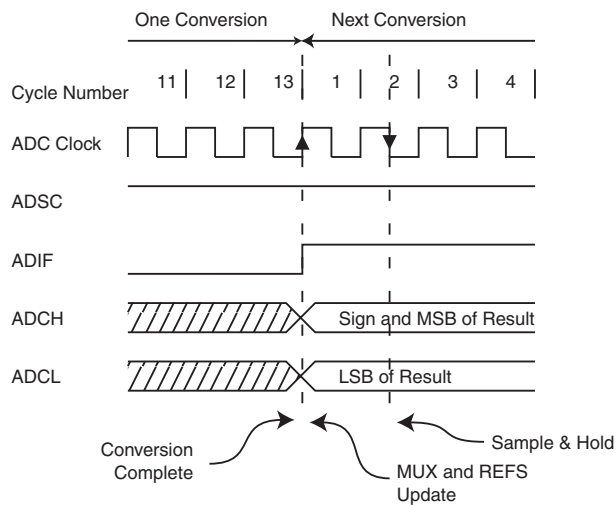 One Conversion Next Conversion
Cycle Number 11 12 13 1 2 3 4
ADC Clock
ADSC
ADIF
ADCH Sign and MSB of Result
ADCL LSB of Result
Conversion
Complete
MUX and REFS
Update
Sample & Hold